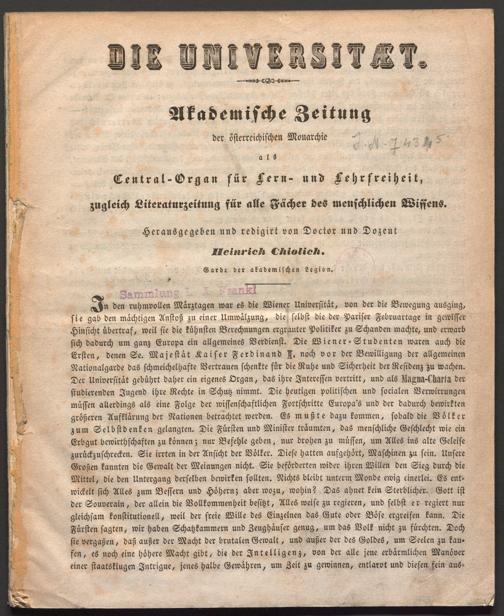 DIE UNIVERSITÆT.
Akademische Zeitung
der österreichischen Monarchie
als
Central-Organ für Lern- und Lehrfreiheit,
zugleich Literaturzeitung für alle Fächer des menschlichen Wissens.
J. N. 74345
Herausgegeben und redigirt von Doctor und Dozent
Heinrich Chiolich.
Garde der akademischen Legion.
Sammlung Frankl
In den ruhmvollen Märztagen war es die Wiener Universität, von der die Bewegung ausging,
sie gab den mächtigen Anstoß zu einer Umwälzung, die selbst die der Pariser Februartage in gewisser
Hinsicht übertraf, weil sie die kühnsten Berechnungen ergrauter Politiker zu Schanden machte, und erwarb
sich dadurch um ganz Europa ein allgemeines Verdienst. Die Wiener-Studenten waren auch die
Ersten, denen Se. Majestät Kaiser Ferdinand I. noch vor der Bewilligung der allgemeinen
Nationalgarde das schmeichelhafte Vertrauen schenkte für die Ruhe und Sicherheit der Residenz zu wachen.
Der Universität gebührt daher ein eigenes Organ, das ihre Interessen vertritt, und als Magna-Charta der
studirenden Jugend ihre Rechte in Schutz nimmt. Die heutigen politischen und socialen Verwirrungen
müssen allerdings als eine Folge der wissenschaftlichen Fortschritte Europa's und der dadurch bewirkten
größeren Aufklärung der Nationen betrachtet werden. Es mußte dazu kommen, sobald die Völker
zum Selbstdenken gelangten. Die Fürsten und Minister träumten, das menschliche Geschlecht wie ein
Erbgut bewirthschaften zu können; nur Befehle geben, nur drohen zu müssen, um Alles ins alte Geleise
zurückzuschrecken. Sie irrten in der Ansicht der Völker. Diese hatten aufgehört, Maschinen zu sein. Unsere
Großen kannten die Gewalt der Meinungen nicht. Sie beförderten wider ihren Willen den Sieg durch die
Mittel, die den Untergang derselben bewirken sollten. Nichts bleibt unterm Monde ewig einerlei. Es ent-
wickelt sich Alles zum Bessern und Höhern; aber wozu, wohin? Das ahnet kein Sterblicher. Gott ist
der Souverain, der allein die Vollkommenheit besitzt, Alles weise zu regieren, und selbst er regiert nur
gleichsam konstitutionell, weil der freie Wille des Einzelnen das Gute oder Böse ergreifen kann. Die
Fürsten sagten, wir haben Schatzkammern und Zeughäuser genug, um das Volk nicht zu fürchten. Doch
sie vergaßen, daß außer der Macht der brutalen Gewalt, und außer der des Goldes, um Seelen zu kau-
fen, es noch eine höhere Macht gibt, die der Intelligenz, von der alle jene erbärmlichen Manöver
einer staatsklugen Intrigue, jenes halbe Gewähren, um Zeit zu gewinnen, entlarvt und diesen fein aus-